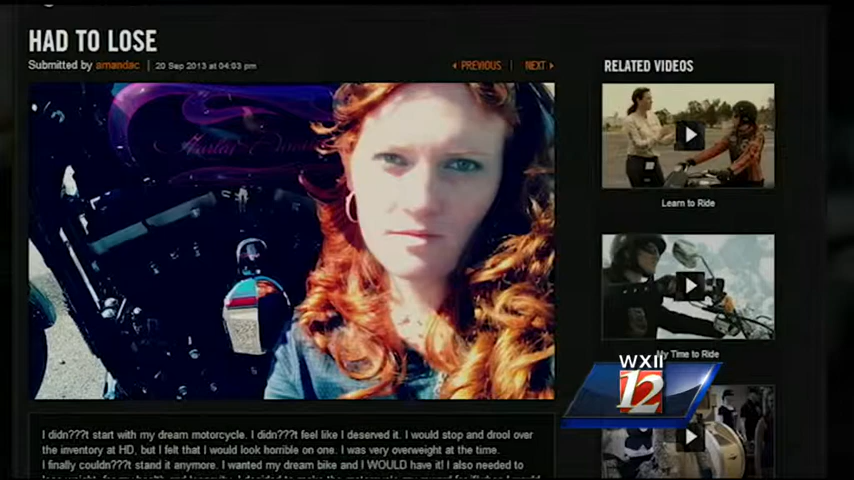 HAD TO LOSE
Submitted by amandac | 20 Sep 2013 at 04:03 pm
PREVIOUS | NEXT
RELATED VIDEOS
Learn to Ride
My Time to Ride
WXII
12
I didn???t start with my dream motorcycle. I didn???t feel like I deserved it. I would stop and drool over
the inventory at HD, but I felt that I would look horrible on one. I was very overweight at the time.
I finally couldn???t stand it anymore. I wanted my dream bike and I WOULD have it! I also needed to